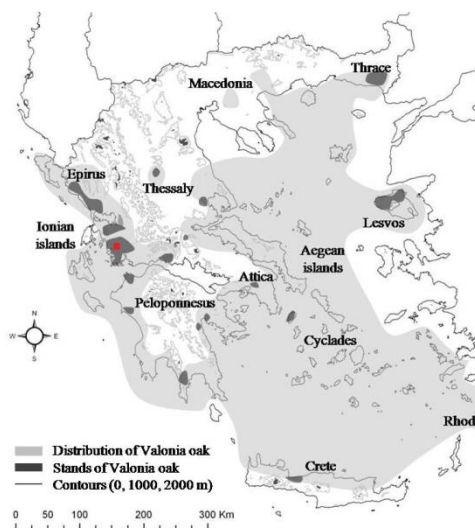 Thrace
Macedonia
Epirus
Thessaly
Lesvos
Ionian
islands
Aegean
islands
Attica
Peloponnesus
Cyclades
N
W E
S
Rhod
Distribution of Valonia oak
Stands of Valonia oak
Crete
Contours (0, 1000, 2000 m)
0 50 100 200 300 Km